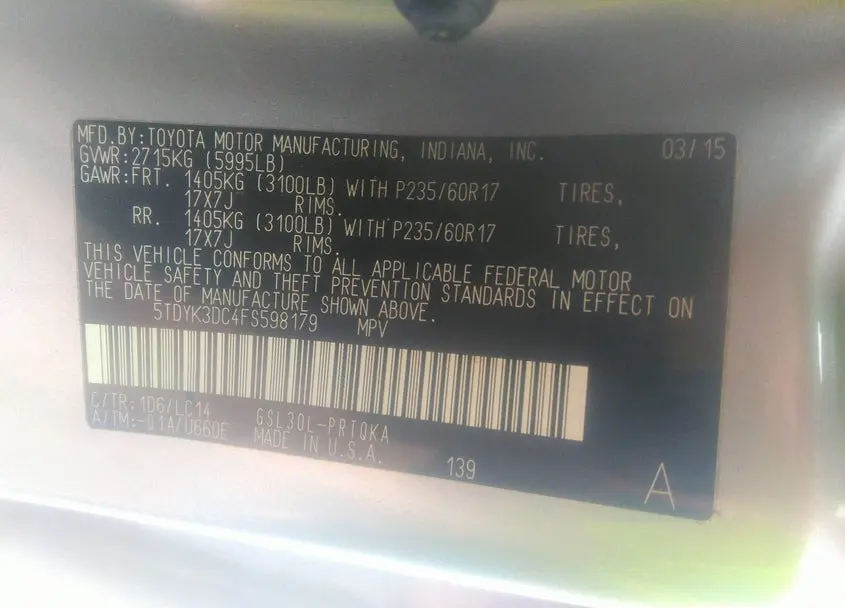 MFD.BY:TOYOTA MOTOR MANUFACTURING, INDIANA, INC. 03/15
GVWR:2715KG (5995LB)
GAWR:FRT. 1405KG (3100LB) WITH P235/60R17 TIRES,
17X7J RIMS.
RR. 1405KG (3100LB) WITH P235/60R17 TIRES,
17X7J RIMS.
THIS VEHICLE CONFORMS TO ALL APPLICABLE FEDERAL MOTOR
VEHICLE SAFETY AND THEFT PREVENTION STANDARDS IN EFFECT ON
THE DATE OF MANUFACTURE SHOWN ABOVE.
5TDYK3DC4FS598179 MPV
C/TR:1D6/LC14 GSL30L-PRTQKA
A/TM:-01A/U660E MADE IN U.S.A. 139
A